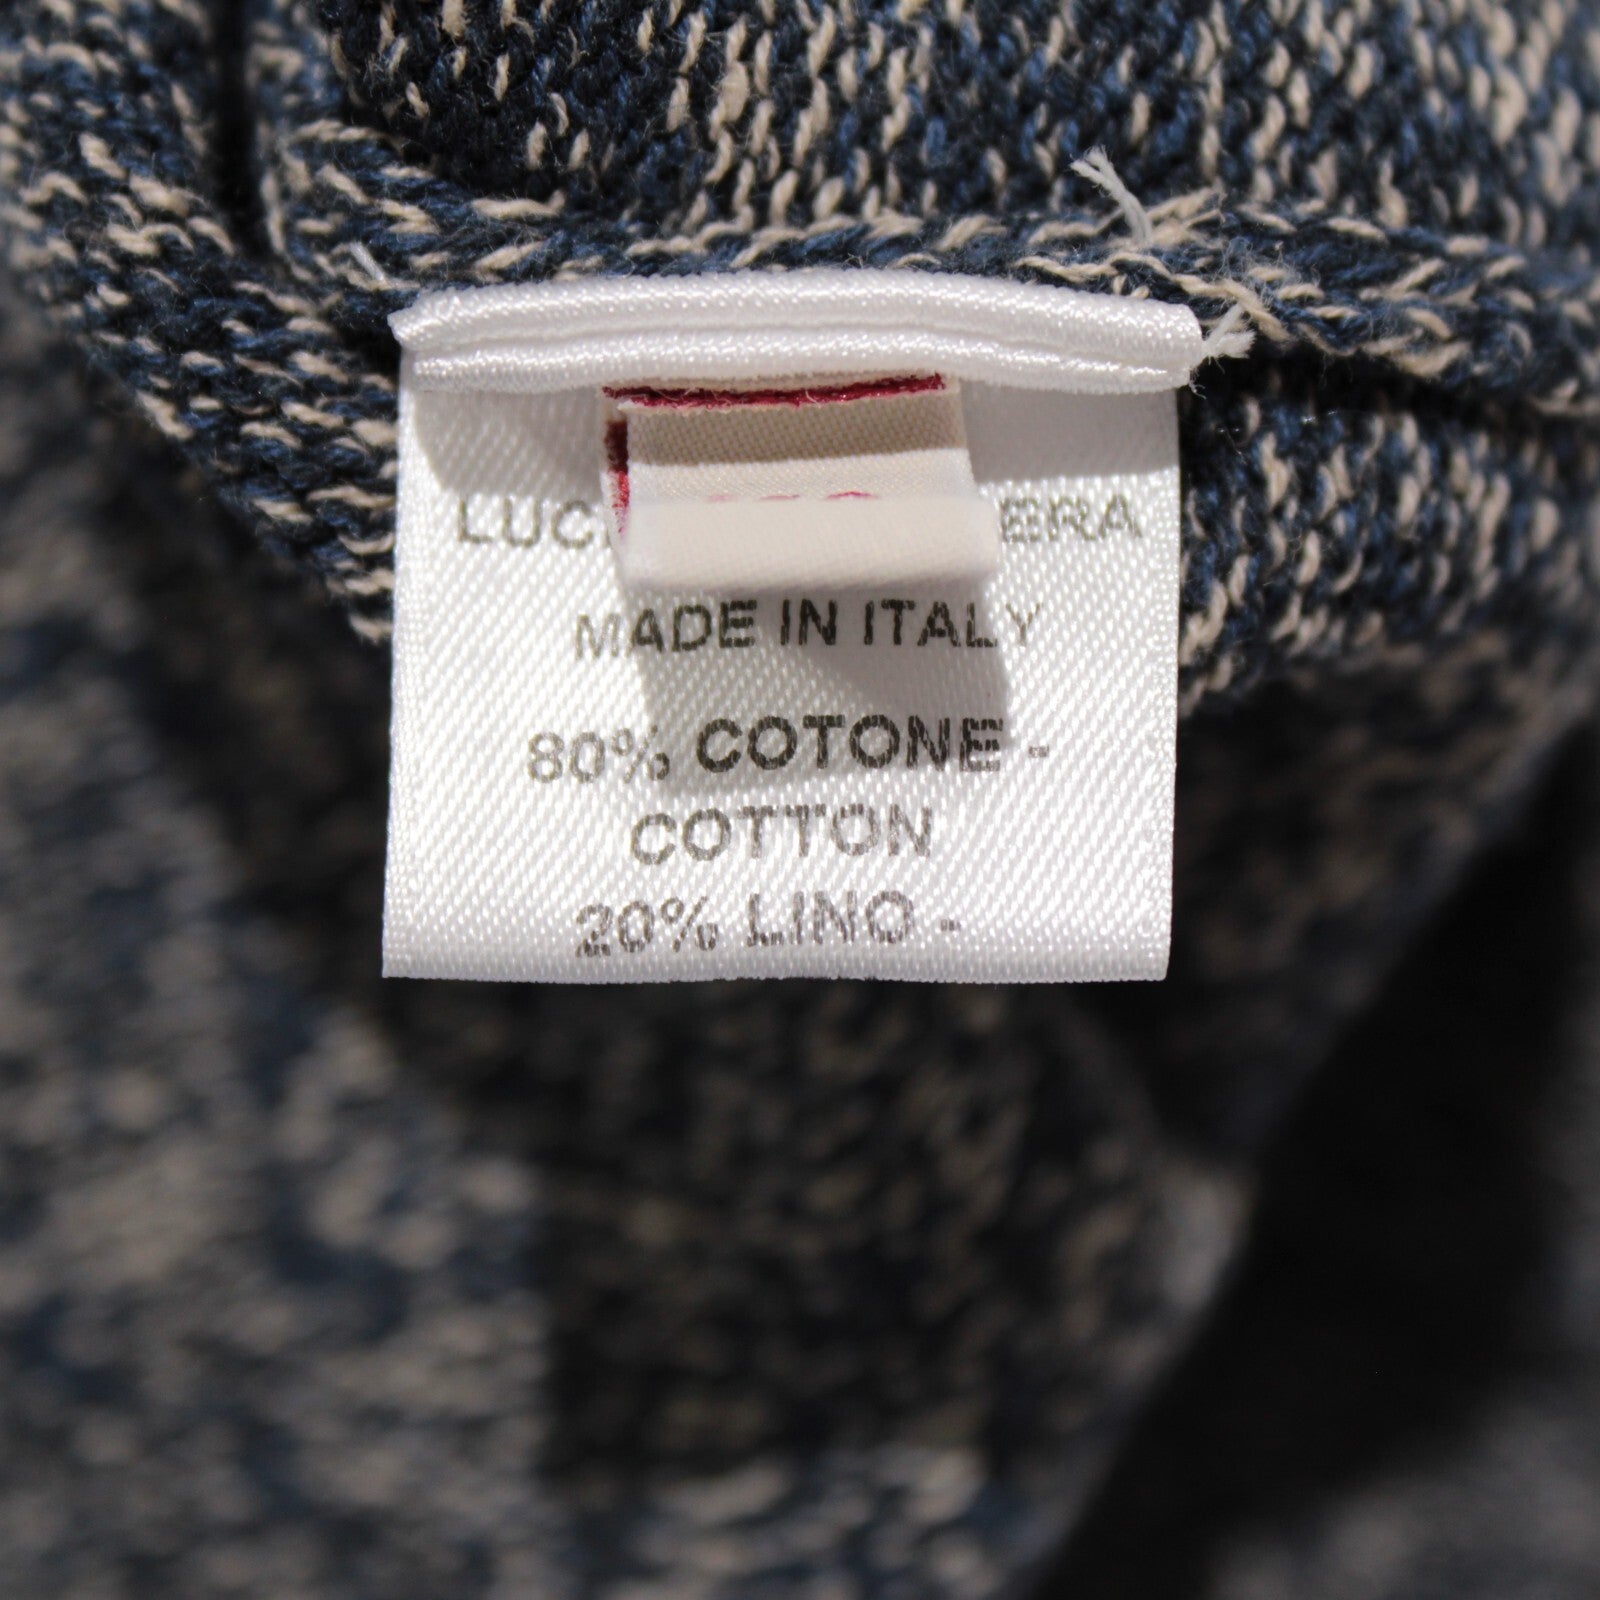 MADE IN ITALY
80% COTONE -
COTTON
20% LINO -